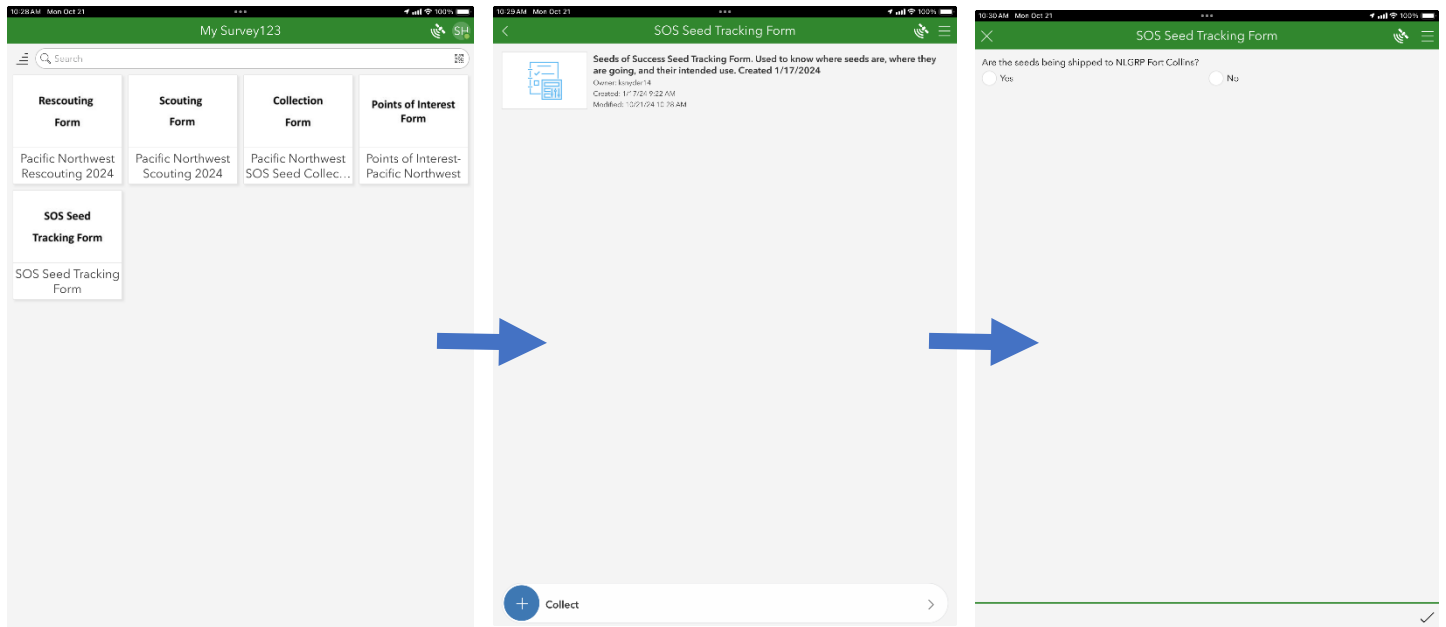 10:28 AM Mon Oct 21
100%
My Survey123
SH
Search
Rescouting
Form
Pacific Northwest
Rescouting 2024
Scouting
Form
Pacific Northwest
Scouting 2024
Collection
Form
Pacific Northwest
SOS Seed Collec...
Points of Interest
Form
Points of Interest-
Pacific Northwest
SOS Seed
Tracking Form
SOS Seed Tracking
Form
10:29 AM Mon Oct 21
100%
SOS Seed Tracking Form
Seeds of Success Seed Tracking Form. Used to know where seeds are, where they
are going, and their intended use. Created 1/17/2024
Owner: ksnyder14
Created: 1/17/24 9:22 AM
Modified: 10/21/24 10:28 AM
Collect
10:30 AM Mon Oct 21
100%
SOS Seed Tracking Form
Are the seeds being shipped to NLGRP Fort Collins?
Yes
No